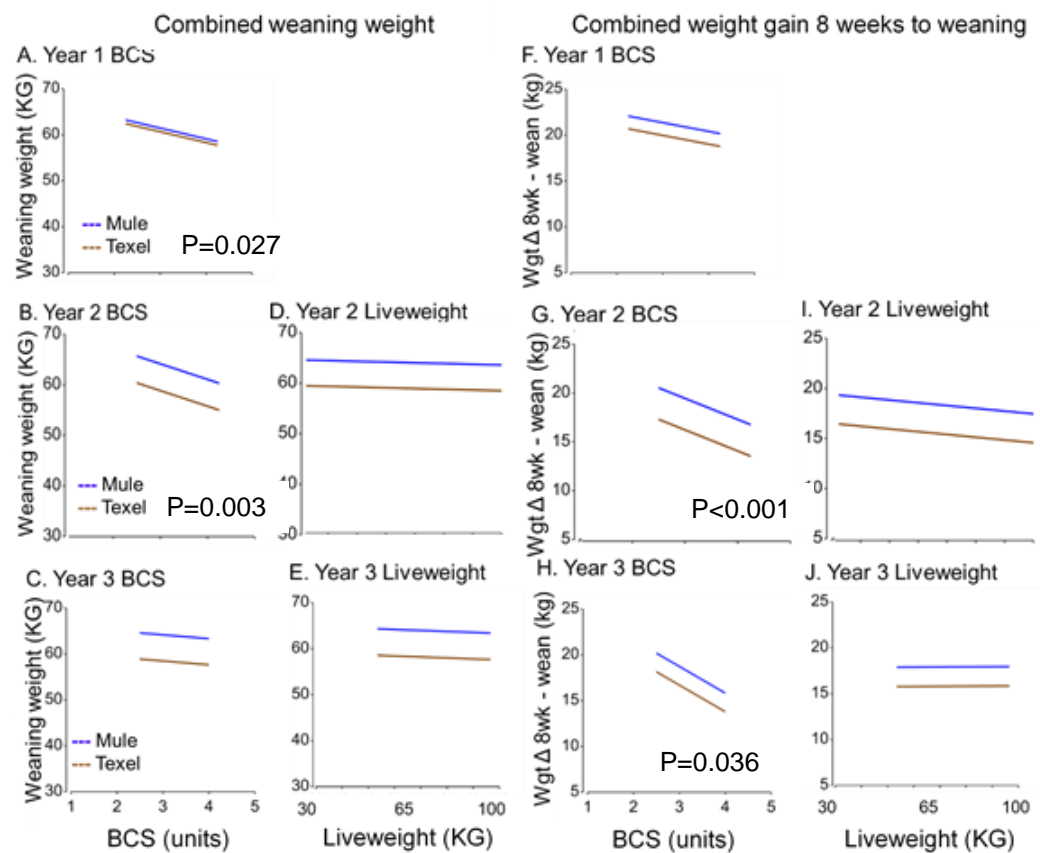 Combined weaning weight
Combined weight gain 8 weeks to weaning
A. Year 1 BCS
Weaning weight (KG)
70
60
50
40
30
Mule
Texel
P=0.027
F. Year 1 BCS
Wgt Δ 8wk - wean (kg)
25
20
15
10
5
B. Year 2 BCS
Weaning weight (KG)
70
60
50
40
30
Mule
Texel
P=0.003
D. Year 2 Liveweight
70
60
50
40
G. Year 2 BCS
Wgt Δ 8wk - wean (kg)
25
20
15
10
5
P<0.001
I. Year 2 Liveweight
25
20
15
10
5
C. Year 3 BCS
Weaning weight (KG)
70
60
50
40
30
Mule
Texel
1 2 3 4 5
BCS (units)
E. Year 3 Liveweight
70
60
50
40
30
30 65 100
Liveweight (KG)
H. Year 3 BCS
Wgt Δ 8wk - wean (kg)
25
20
15
10
5
P=0.036
1 2 3 4 5
BCS (units)
J. Year 3 Liveweight
25
20
15
10
5
30 65 100
Liveweight (KG)